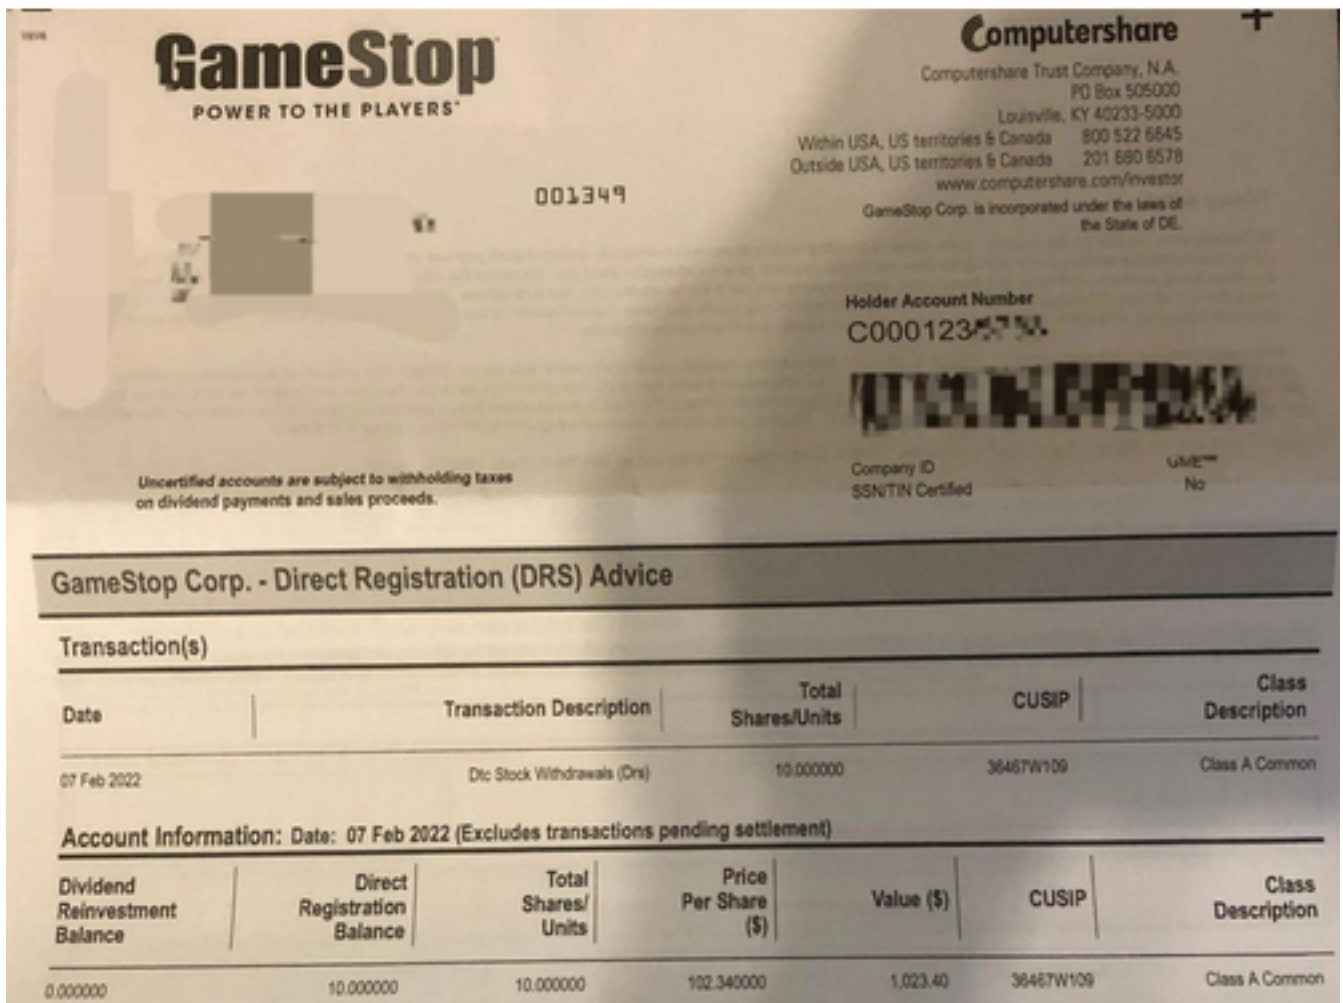 GameStop
POWER TO THE PLAYERS
Computershare
Computershare Trust Company, N.A.
PO Box 505000
Louisville, KY 40233-5000
Within USA, US territories & Canada 800 522 6645
Outside USA, US territories & Canada 201 680 6578
www.computershare.com/investor
GameStop Corp. is incorporated under the laws of
the State of DE.
001349
Holder Account Number
C000123
Company ID GME
SSN/TIN Certified No
Uncertified accounts are subject to withholding taxes
on dividend payments and sales proceeds.
GameStop Corp. - Direct Registration (DRS) Advice
Transaction(s)
Date Transaction Description Total Shares/Units CUSIP Class Description
07 Feb 2022 Dtc Stock Withdrawals (Drs) 10.000000 36467W109 Class A Common
Account Information: Date: 07 Feb 2022 (Excludes transactions pending settlement)
Dividend Reinvestment Balance Direct Registration Balance Total Shares/ Units Price Per Share ($) Value ($) CUSIP Class Description
0.000000 10.000000 10.000000 102.340000 1,023.40 36467W109 Class A Common